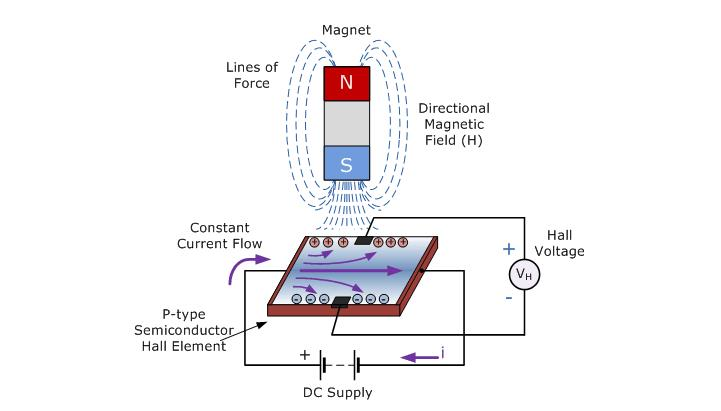 Magnet
Lines of
Force
N
Directional
Magnetic
Field (H)
S
Constant
Current Flow
+ + + + + +
Hall
Voltage
+
VH
-
- - - - - -
P-type
Semiconductor
Hall Element
+
i
DC Supply